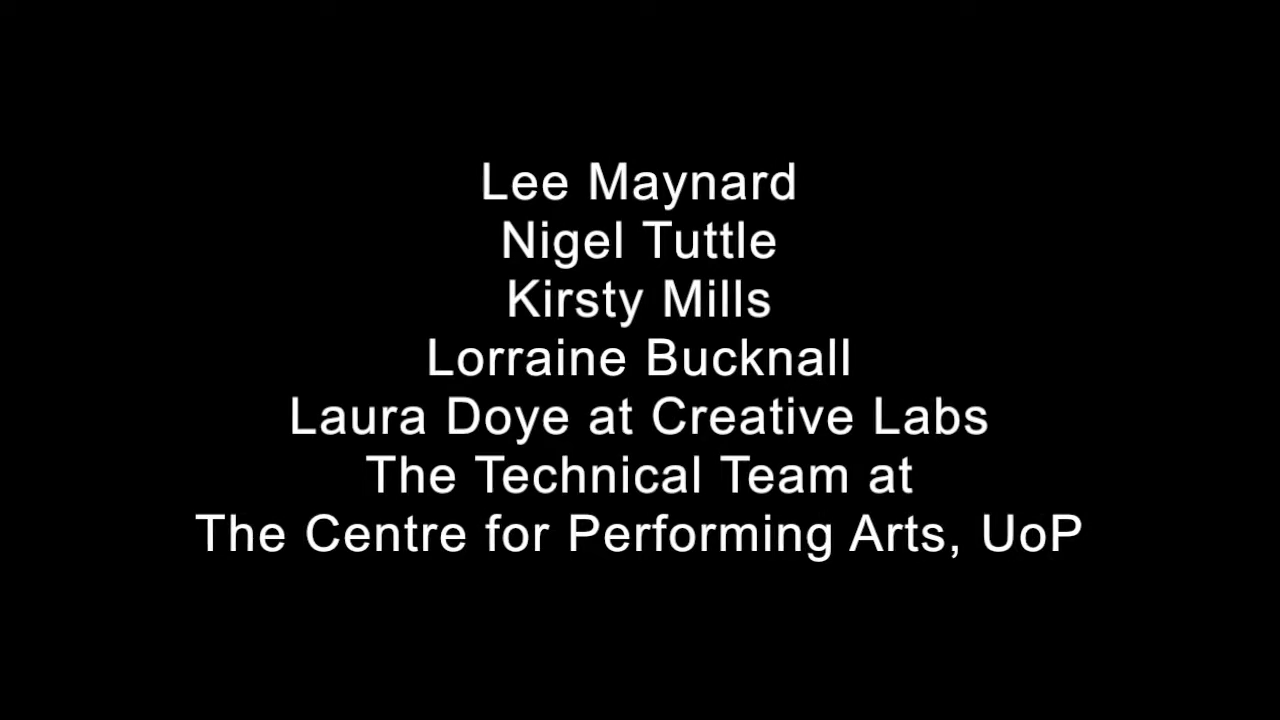 Lee Maynard
Nigel Tuttle
Kirsty Mills
Lorraine Bucknall
Laura Doye at Creative Labs
The Technical Team at
The Centre for Performing Arts, UoP